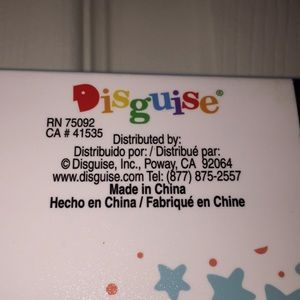 Disguise®
RN 75092
CA # 41535
Distributed by:
Distribuido por: / Distribué par:
© Disguise, Inc., Poway, CA 92064
www.disguise.com Tel: (877) 875-2557
Made in China
Hecho en China / Fabriqué en Chine